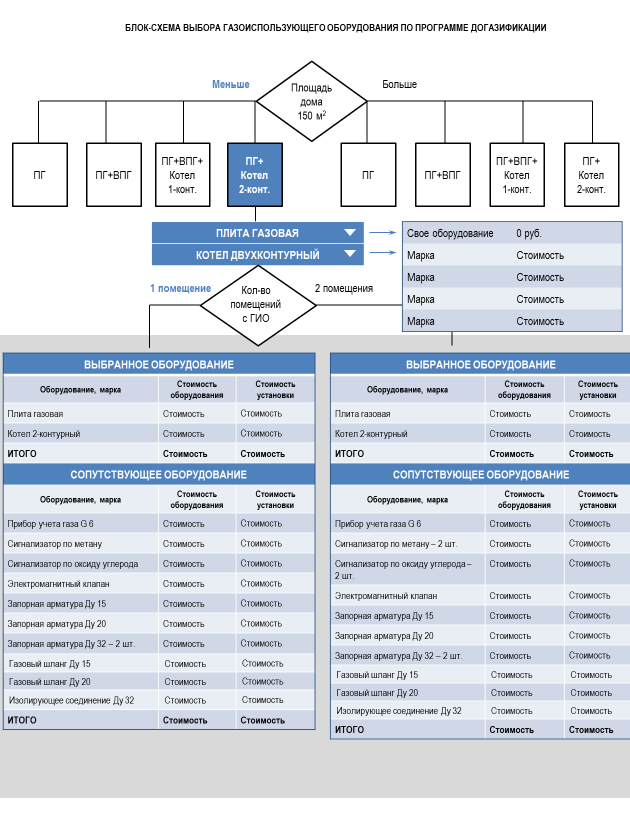 БЛОК-СХЕМА ВЫБОРА ГАЗОИСПОЛЬЗУЮЩЕГО ОБОРУДОВАНИЯ ПО ПРОГРАММЕ ДОГАЗИФИКАЦИИ
Меньше
Площадь
дома
150 м²
Больше
ПГ
ПГ+ВПГ
ПГ+ВПГ+
Котел
1-конт.
ПГ+
Котел
2-конт.
ПГ
ПГ+ВПГ
ПГ+ВПГ+
Котел
1-конт.
ПГ+
Котел
2-конт.
ПЛИТА ГАЗОВАЯ
КОТЕЛ ДВУХКОНТУРНЫЙ
Свое оборудование 0 руб.
Марка Стоимость
Марка Стоимость
Марка Стоимость
Марка Стоимость
1 помещение
Кол-во
помещений
с ГИО
2 помещения
ВЫБРАННОЕ ОБОРУДОВАНИЕ
Оборудование, марка Стоимость оборудования Стоимость установки
Плита газовая Стоимость Стоимость
Котел 2-контурный Стоимость Стоимость
ИТОГО Стоимость Стоимость
СОПУТСТВУЮЩЕЕ ОБОРУДОВАНИЕ
Оборудование, марка Стоимость оборудования Стоимость установки
Прибор учета газа G 6 Стоимость Стоимость
Сигнализатор по метану Стоимость Стоимость
Сигнализатор по оксиду углерода Стоимость Стоимость
Электромагнитный клапан Стоимость Стоимость
Запорная арматура Ду 15 Стоимость Стоимость
Запорная арматура Ду 20 Стоимость Стоимость
Запорная арматура Ду 32 – 2 шт. Стоимость Стоимость
Газовый шланг Ду 15 Стоимость Стоимость
Газовый шланг Ду 20 Стоимость Стоимость
Изолирующее соединение Ду 32 Стоимость Стоимость
ИТОГО Стоимость Стоимость
ВЫБРАННОЕ ОБОРУДОВАНИЕ
Оборудование, марка Стоимость оборудования Стоимость установки
Плита газовая Стоимость Стоимость
Котел 2-контурный Стоимость Стоимость
ИТОГО Стоимость Стоимость
СОПУТСТВУЮЩЕЕ ОБОРУДОВАНИЕ
Оборудование, марка Стоимость оборудования Стоимость установки
Прибор учета газа G 6 Стоимость Стоимость
Сигнализатор по метану – 2 шт. Стоимость Стоимость
Сигнализатор по оксиду углерода – Стоимость Стоимость
2 шт.
Электромагнитный клапан Стоимость Стоимость
Запорная арматура Ду 15 Стоимость Стоимость
Запорная арматура Ду 20 Стоимость Стоимость
Запорная арматура Ду 32 – 2 шт. Стоимость Стоимость
Газовый шланг Ду 15 Стоимость Стоимость
Газовый шланг Ду 20 Стоимость Стоимость
Изолирующее соединение Ду 32 Стоимость Стоимость
ИТОГО Стоимость Стоимость